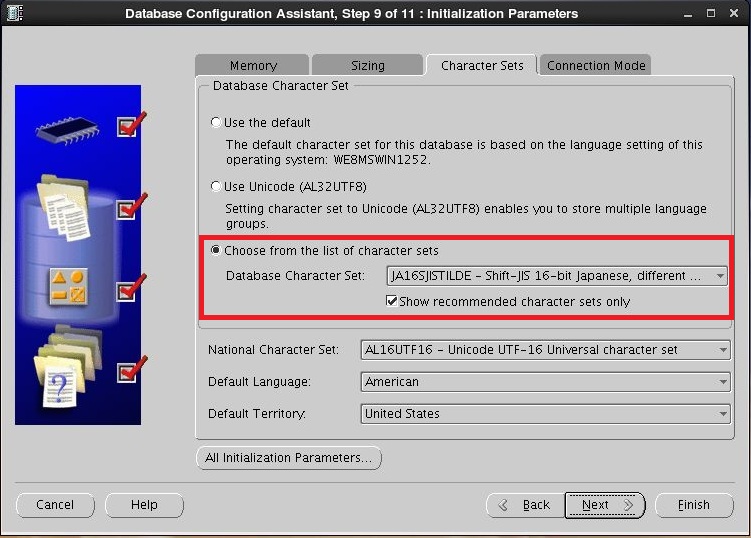 Database Configuration Assistant, Step 9 of 11 : Initialization Parameters
Memory
Sizing
Character Sets
Connection Mode
Database Character Set
Use the default
The default character set for this database is based on the language setting of this
operating system: WE8MSWIN1252.
Use Unicode (AL32UTF8)
Setting character set to Unicode (AL32UTF8) enables you to store multiple language
groups.
Choose from the list of character sets
Database Character Set: JA16SJISTILDE - Shift-JIS 16-bit Japanese, different ...
Show recommended character sets only
National Character Set: AL16UTF16 - Unicode UTF-16 Universal character set
Default Language: American
Default Territory: United States
All Initialization Parameters...
Cancel
Help
Back
Next
Finish